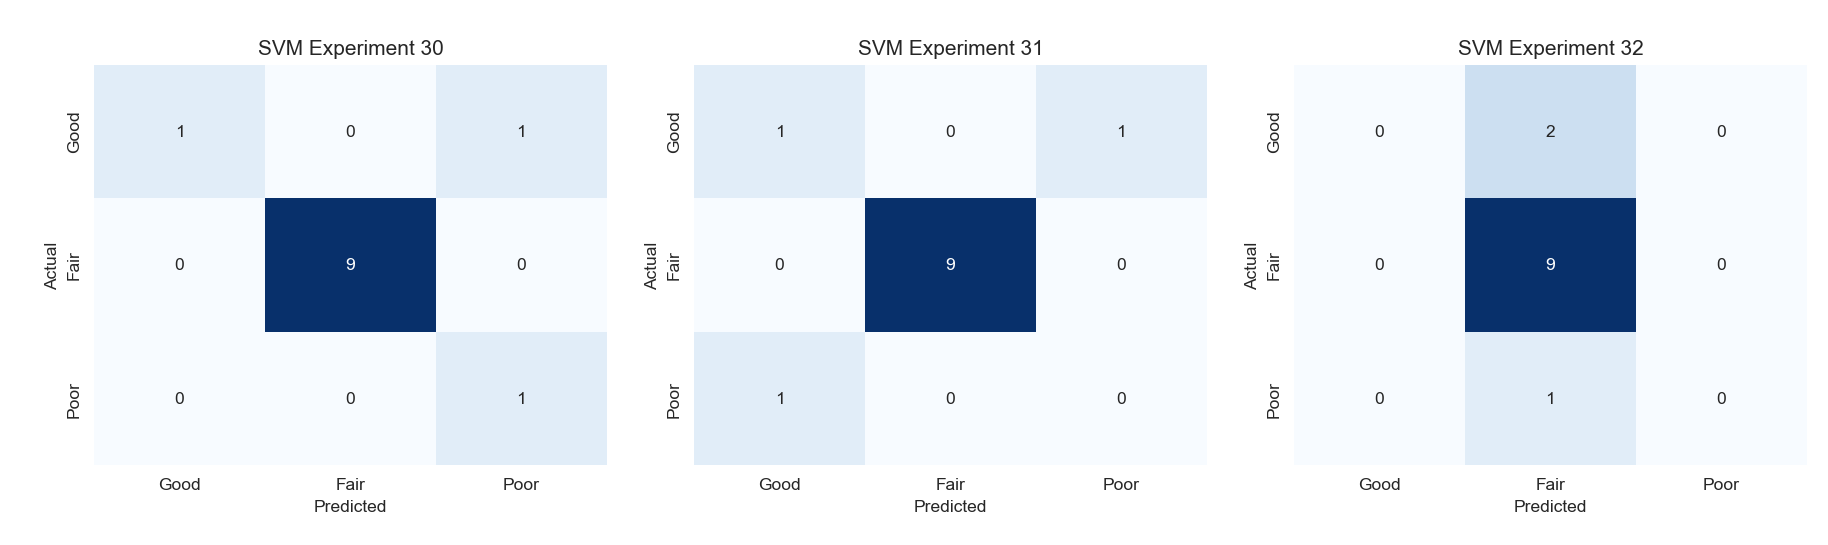 SVM Experiment 30
Good
1
0
1
Actual
Fair
0
9
0
Poor
0
0
1
Good
Fair
Poor
Predicted
SVM Experiment 31
Good
1
0
1
Actual
Fair
0
9
0
Poor
1
0
0
Good
Fair
Poor
Predicted
SVM Experiment 32
Good
0
2
0
Actual
Fair
0
9
0
Poor
0
1
0
Good
Fair
Poor
Predicted